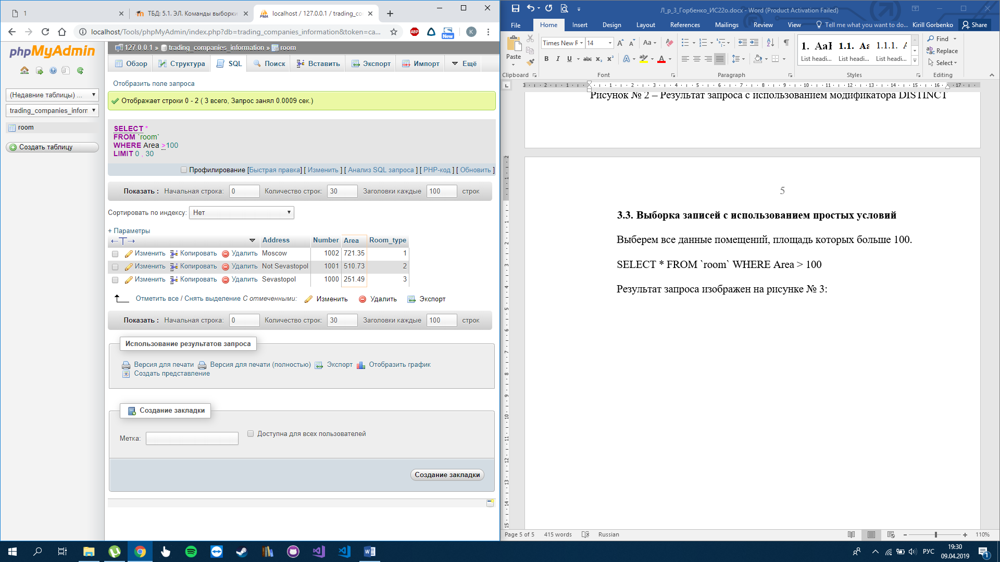 1
ТБД: 5.1. ЭЛ. Команды выборки
localhost / 127.0.0.1 / trading_co
localhost/Tools/phpMyAdmin/index.php?db=trading_companies_information&token=ca...
ABP
New
K
phpMyAdmin
(Недавние таблицы) ...
trading_companies_inforr
room
Создать таблицу
127.0.0.1 » trading_companies_information » room
Обзор
Структура
SQL
Поиск
Вставить
Экспорт
Импорт
Ещё
Отобразить поле запроса
Отображает строки 0 - 2 ( 3 всего, Запрос занял 0.0009 сек.)
SELECT *
FROM `room`
WHERE Area >100
LIMIT 0 , 30
Профилирование [Быстрая правка] [ Изменить ] [ Анализ SQL запроса ] [ PHP-код ] [ Обновить ]
Показать : Начальная строка: 0 Количество строк: 30 Заголовки каждые 100 строк
Сортировать по индексу: Нет
+ Параметры
←T→ Address Number Area Room_type
Изменить Копировать Удалить Moscow 1002 721.35 1
Изменить Копировать Удалить Not Sevastopol 1001 510.73 2
Изменить Копировать Удалить Sevastopol 1000 251.49 3
Отметить все / Снять выделение С отмеченными: Изменить Удалить Экспорт
Показать : Начальная строка: 0 Количество строк: 30 Заголовки каждые 100 строк
Использование результатов запроса
Версия для печати Версия для печати (полностью) Экспорт Отобразить график
Создать представление
Создание закладки
Метка:
Доступна для всех пользователей
Создание закладки
Л_р_3_Горбенко_ИС22о.docx - Word (Product Activation Failed)
File Home Insert Design Layout References Mailings Review View Tell me what you want to do... Kirill Gorbenko Share
Paste
Clipboard
Times New F 14
Font
Paragraph
1. AaI 1.1. Aa 1.1.1. A
List headi... List headi... List headi...
Styles
Find
Replace
Select
Editing
Рисунок № 2 – Результат запроса с использованием модификатора DISTINCT
5
3.3. Выборка записей с использованием простых условий
Выберем все данные помещений, площадь которых больше 100.
SELECT * FROM `room` WHERE Area > 100
Результат запроса изображен на рисунке № 3:
Page 5 of 5 415 words Russian 110%
РУС
19:30
09.04.2019
1